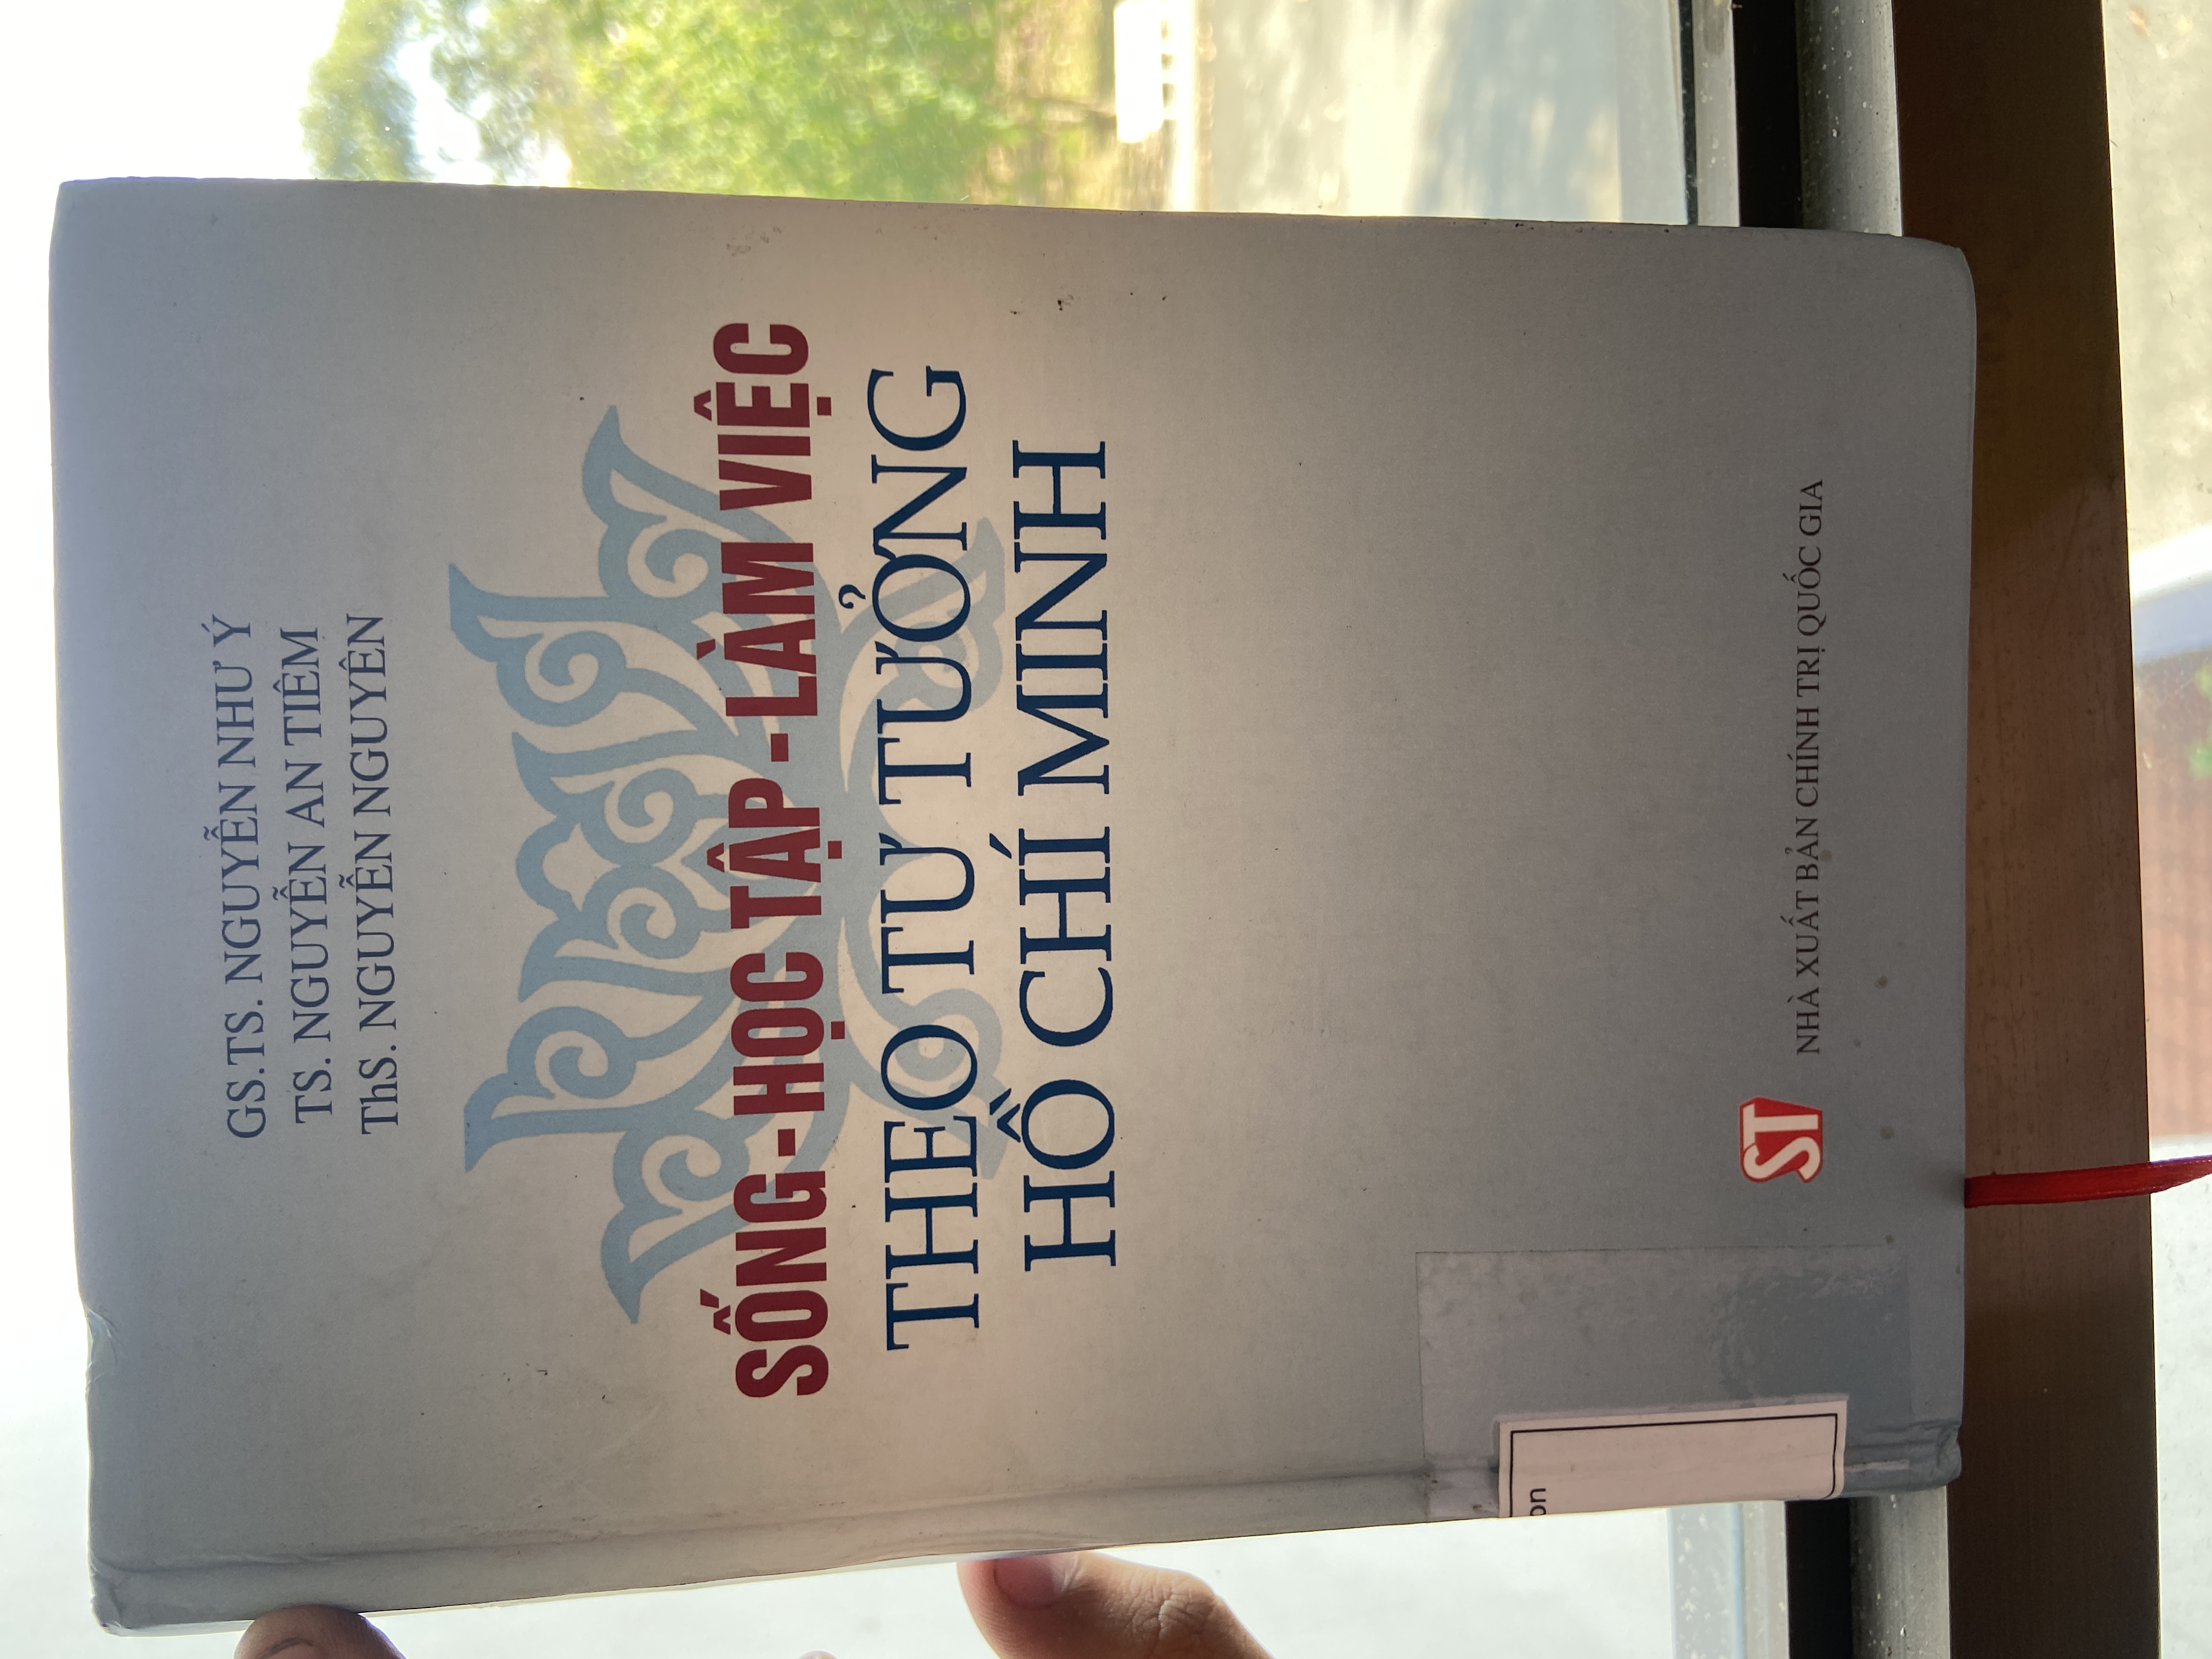 GS.TS. NGUYỄN NHƯ Ý
TS. NGUYỄN AN TIÊM
ThS. NGUYỄN NGUYÊN
SỐNG - HỌC TẬP - LÀM VIỆC
THEO TƯ TƯỞNG
HỒ CHÍ MINH
on
ST
NHÀ XUẤT BẢN CHÍNH TRỊ QUỐC GIA